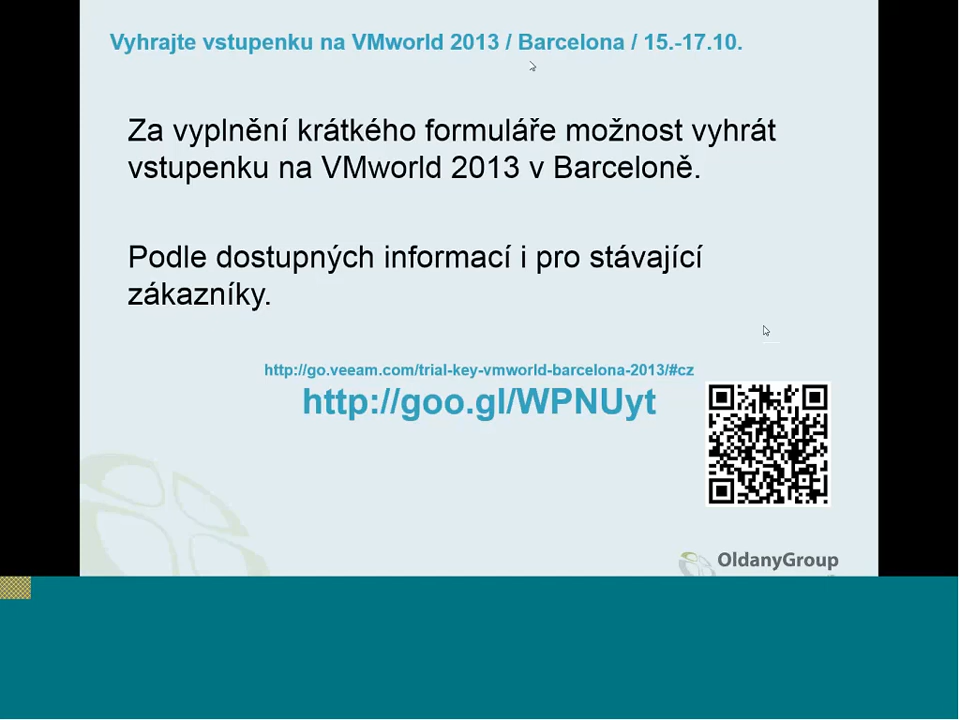 Vyhrajte vstupenku na VMworld 2013 / Barcelona / 15.-17.10.
Za vyplnění krátkého formuláře možnost vyhrát
vstupenku na VMworld 2013 v Barceloně.
Podle dostupných informací i pro stávající
zákazníky.
http://go.veeam.com/trial-key-vmworld-barcelona-2013/#cz
http://goo.gl/WPNUyt
OldanyGroup